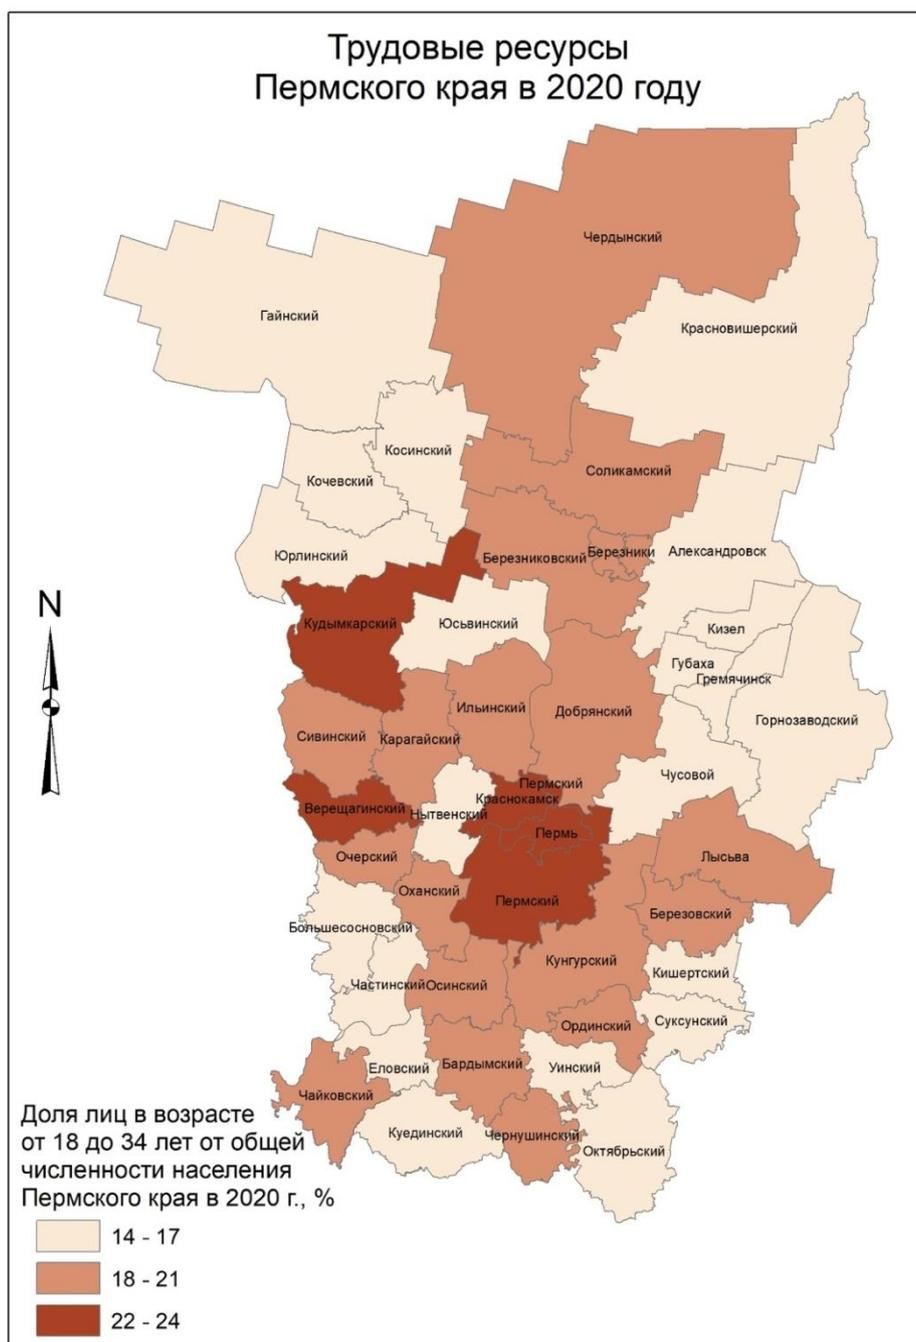 Трудовые ресурсы
Пермского края в 2020 году
Чердынский
Гайнский
Красновишерский
Косинский
Соликамский
Кочевский
Юрлинский
Березниковский
Березники
Александровск
N
Кудымкарский
Юсьвинский
Кизел
Губаха
Гремячинск
Ильинский
Добрянский
Горнозаводский
Сивинский
Карагайский
Чусовой
Пермский
Краснокамск
Верещагинский
Нытвенский
Пермь
Очерский
Лысьва
Оханский
Пермский
Березовский
Большесосновский
Кунгурский
Кишертский
Частинский
Осинский
Суксунский
Ординский
Бардымский
Уинский
Еловский
Чайковский
Куединский
Чернушинский
Октябрьский
Доля лиц в возрасте
от 18 до 34 лет от общей
численности населения
Пермского края в 2020 г., %
14 - 17
18 - 21
22 - 24